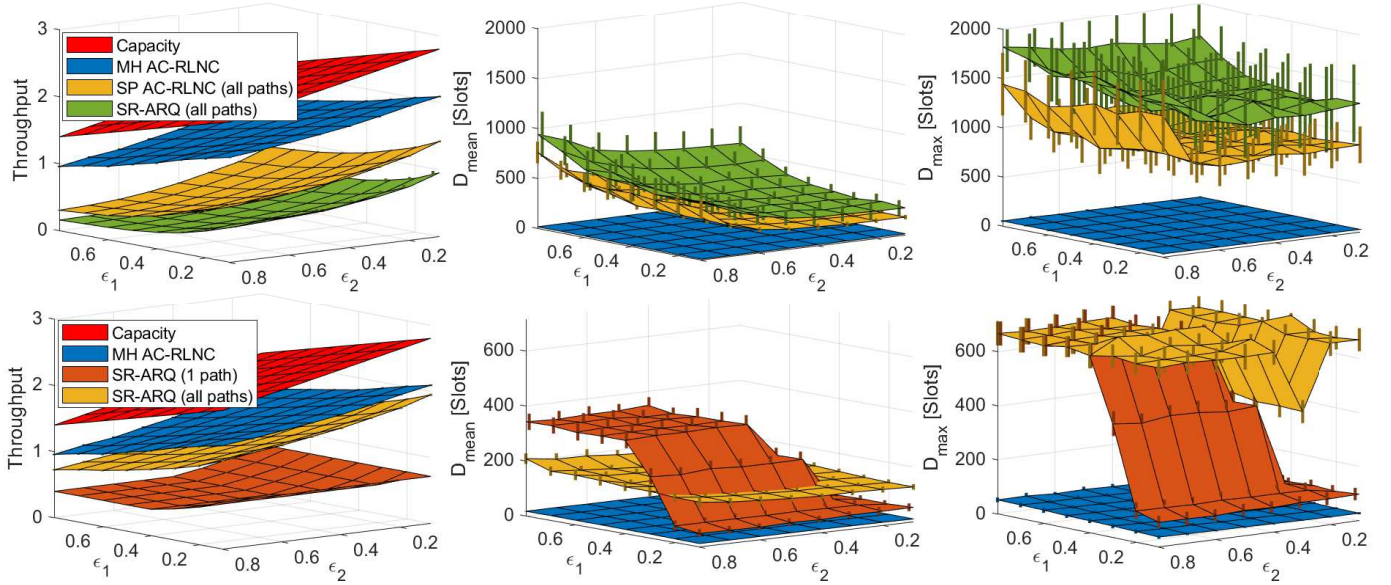 3
2
1
0
Throughput
Capacity
MH AC-RLNC
SP AC-RLNC (all paths)
SR-ARQ (all paths)
0.6
0.4
0.2
ϵ1
0.8
0.6
0.4
0.2
ϵ2
2000
1500
1000
500
0
Dmean [Slots]
0.6
0.4
0.2
ϵ1
0.8
0.6
0.4
0.2
ϵ2
2000
1500
1000
500
0
Dmax [Slots]
0.6
0.4
0.2
ϵ1
0.8
0.6
0.4
0.2
ϵ2
3
2
1
0
Throughput
Capacity
MH AC-RLNC
SR-ARQ (1 path)
SR-ARQ (all paths)
0.6
0.4
0.2
ϵ1
0.8
0.6
0.4
0.2
ϵ2
600
400
200
0
Dmean [Slots]
0.6
0.4
0.2
ϵ1
0.8
0.6
0.4
0.2
ϵ2
600
400
200
0
Dmax [Slots]
0.6
0.4
0.2
ϵ1
0.8
0.6
0.4
0.2
ϵ2